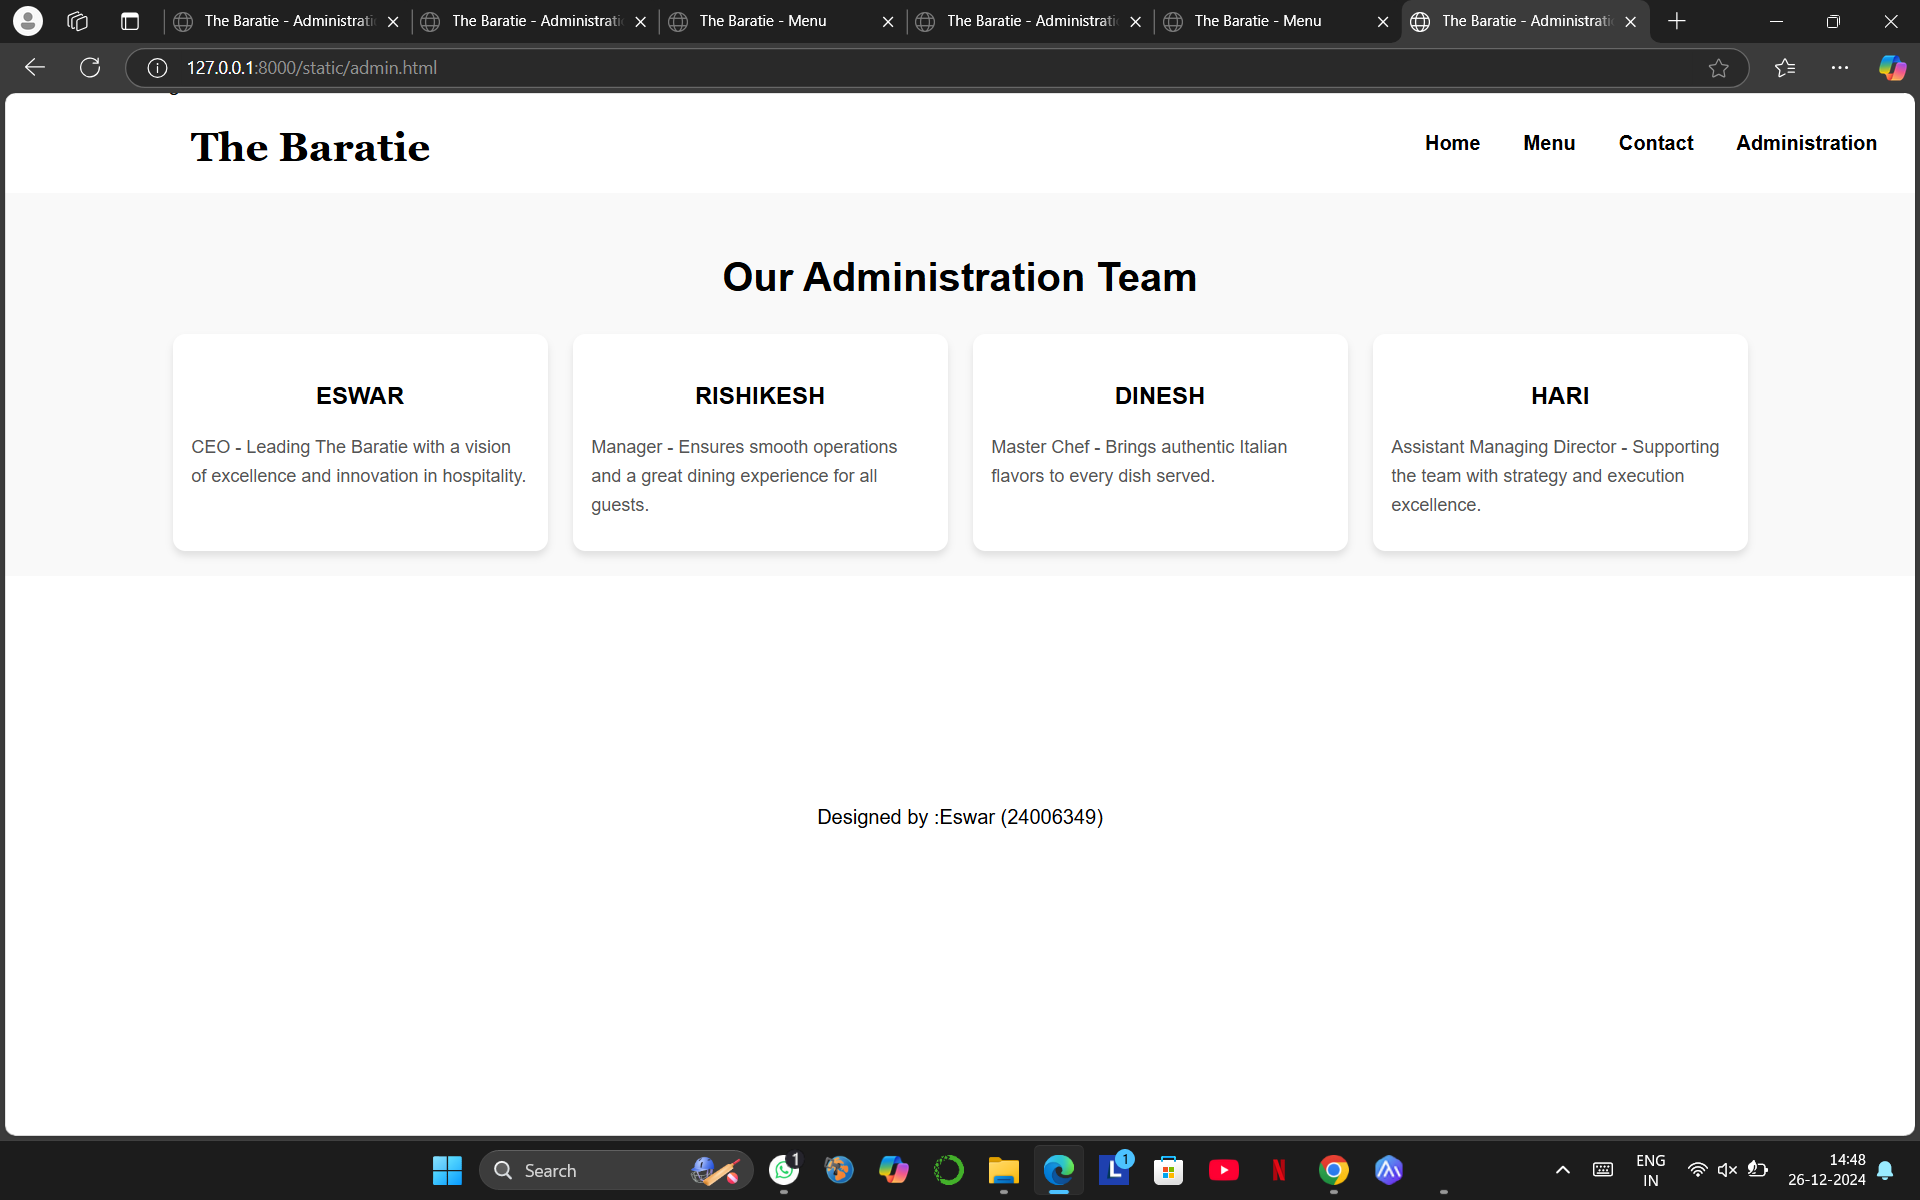 The Baratie - Administrati
The Baratie - Administrati
The Baratie - Menu
The Baratie - Administrati
The Baratie - Menu
The Baratie - Administrati
127.0.0.1:8000/static/admin.html
The Baratie
Home
Menu
Contact
Administration
Our Administration Team
ESWAR
CEO - Leading The Baratie with a vision
of excellence and innovation in hospitality.
RISHIKESH
Manager - Ensures smooth operations
and a great dining experience for all
guests.
DINESH
Master Chef - Brings authentic Italian
flavors to every dish served.
HARI
Assistant Managing Director - Supporting
the team with strategy and execution
excellence.
Designed by :Eswar (24006349)
Search
1
L
1
N
ENG
IN
14:48
26-12-2024